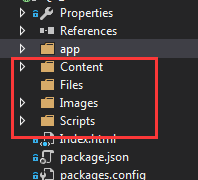 Properties
References
app
Content
Files
Images
Scripts
Index.html
package.json
packages.config